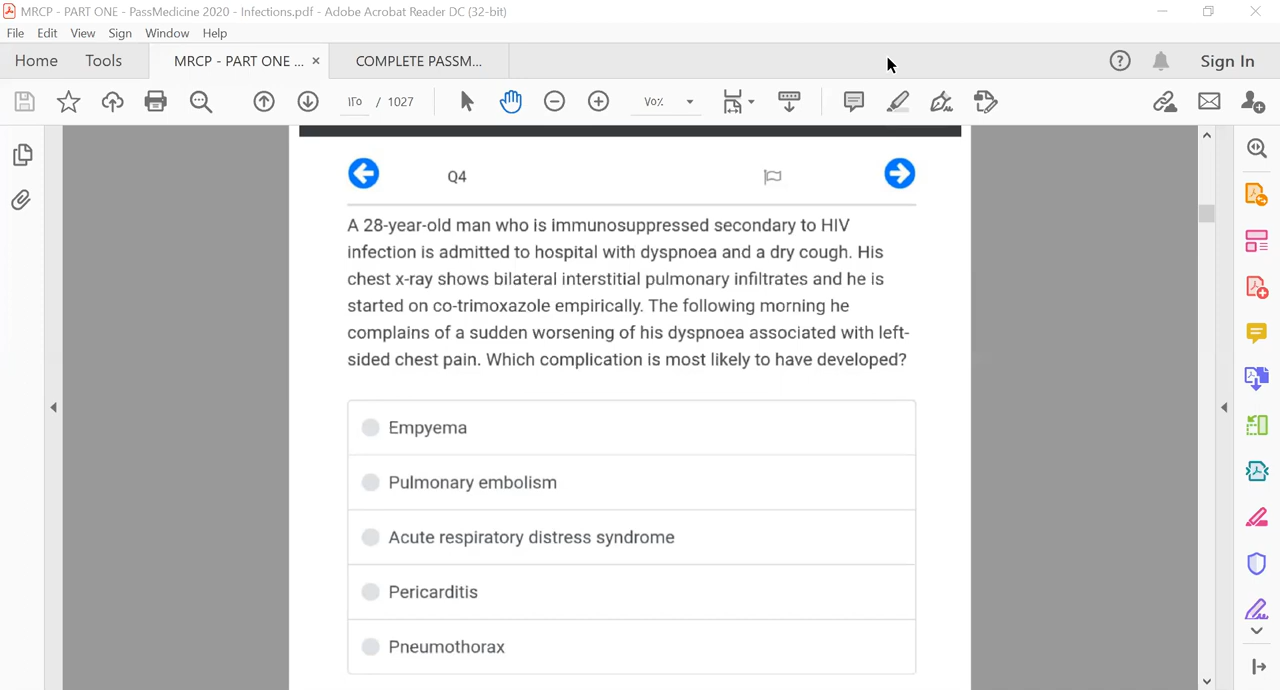 MRCP - PART ONE - PassMedicine 2020 - Infections.pdf - Adobe Acrobat Reader DC (32-bit)
File Edit View Sign Window Help
Home Tools MRCP - PART ONE ... × COMPLETE PASSM... ? Sign In
١٢٥ / 1027 ٧٥٪
Q4
A 28-year-old man who is immunosuppressed secondary to HIV
infection is admitted to hospital with dyspnoea and a dry cough. His
chest x-ray shows bilateral interstitial pulmonary infiltrates and he is
started on co-trimoxazole empirically. The following morning he
complains of a sudden worsening of his dyspnoea associated with left-
sided chest pain. Which complication is most likely to have developed?
Empyema
Pulmonary embolism
Acute respiratory distress syndrome
Pericarditis
Pneumothorax